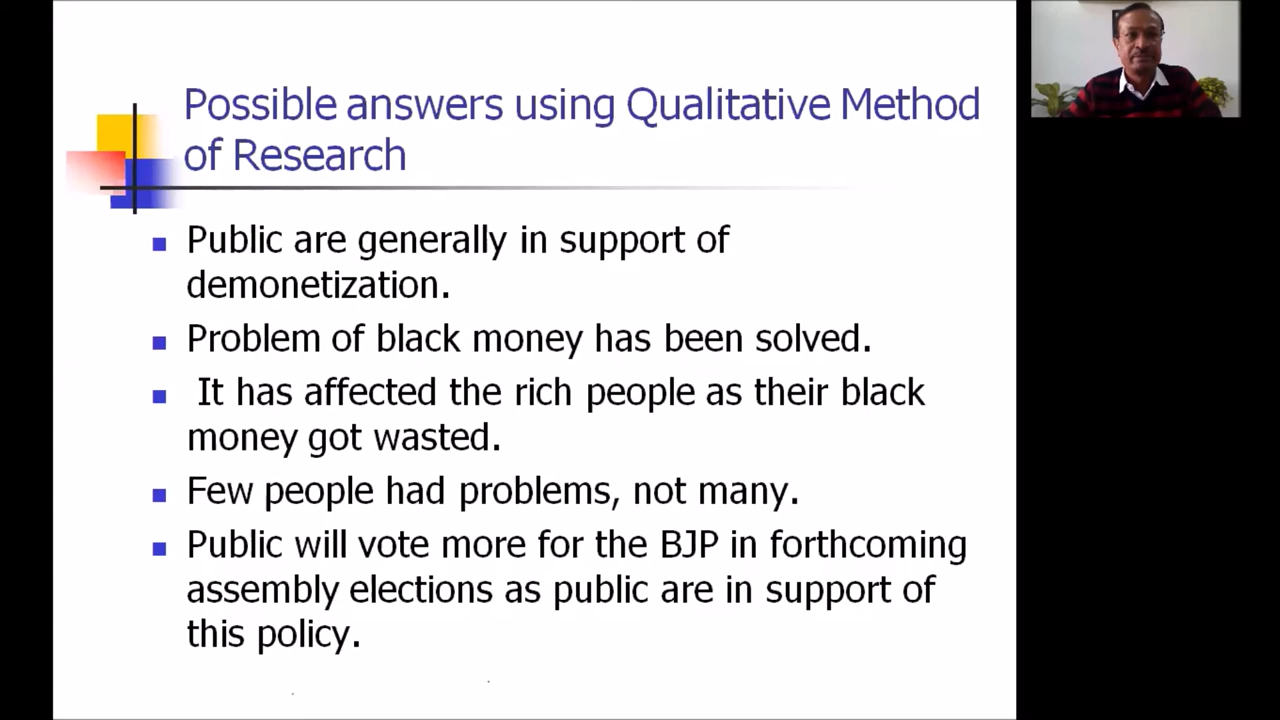 Possible answers using Qualitative Method
of Research
Public are generally in support of
demonetization.
Problem of black money has been solved.
It has affected the rich people as their black
money got wasted.
Few people had problems, not many.
Public will vote more for the BJP in forthcoming
assembly elections as public are in support of
this policy.